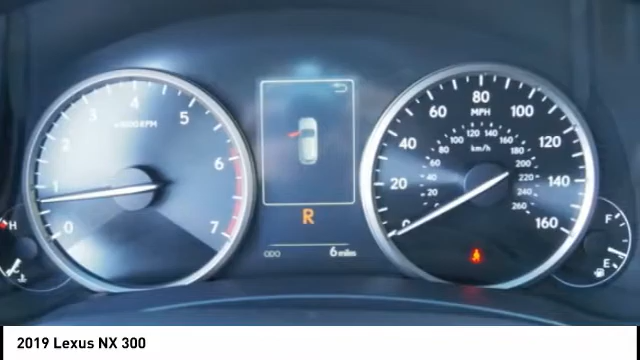 4
3
5
2
x1000 RPM
6
1
0
7
H
R
ODO 6 miles
80
MPH
60 100
40 120
20 140
0 160
120 140
100 160
80 km/h 180
60 200
40 220
20 240
260
F
E
2019 Lexus NX 300